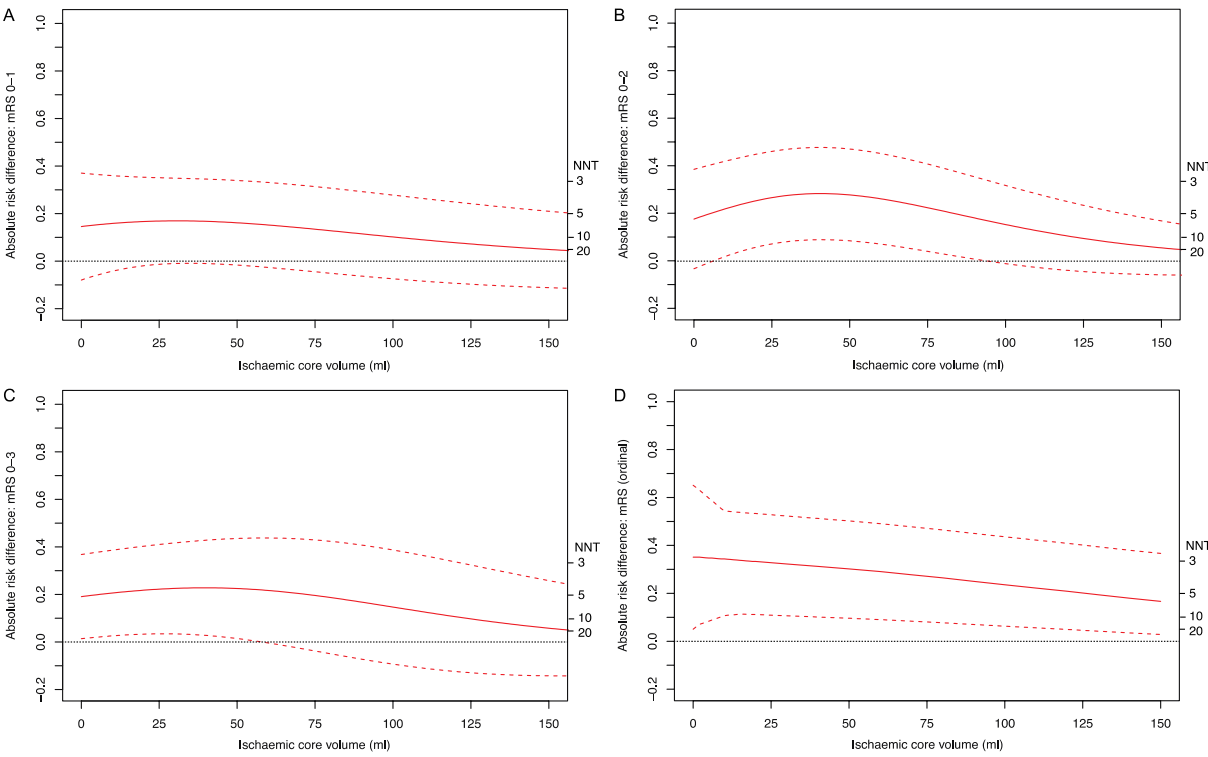 A
Absolute risk difference: mRS 0–1
1.0
0.8
0.6
0.4
0.2
0.0
−0.2
NNT
3
5
10
20
0 25 50 75 100 125 150
Ischaemic core volume (ml)
B
Absolute risk difference: mRS 0–2
1.0
0.8
0.6
0.4
0.2
0.0
−0.2
NNT
3
5
10
20
0 25 50 75 100 125 150
Ischaemic core volume (ml)
C
Absolute risk difference: mRS 0–3
1.0
0.8
0.6
0.4
0.2
0.0
−0.2
NNT
3
5
10
20
0 25 50 75 100 125 150
Ischaemic core volume (ml)
D
Absolute risk difference: mRS (ordinal)
1.0
0.8
0.6
0.4
0.2
0.0
−0.2
NNT
3
5
10
20
0 25 50 75 100 125 150
Ischaemic core volume (ml)